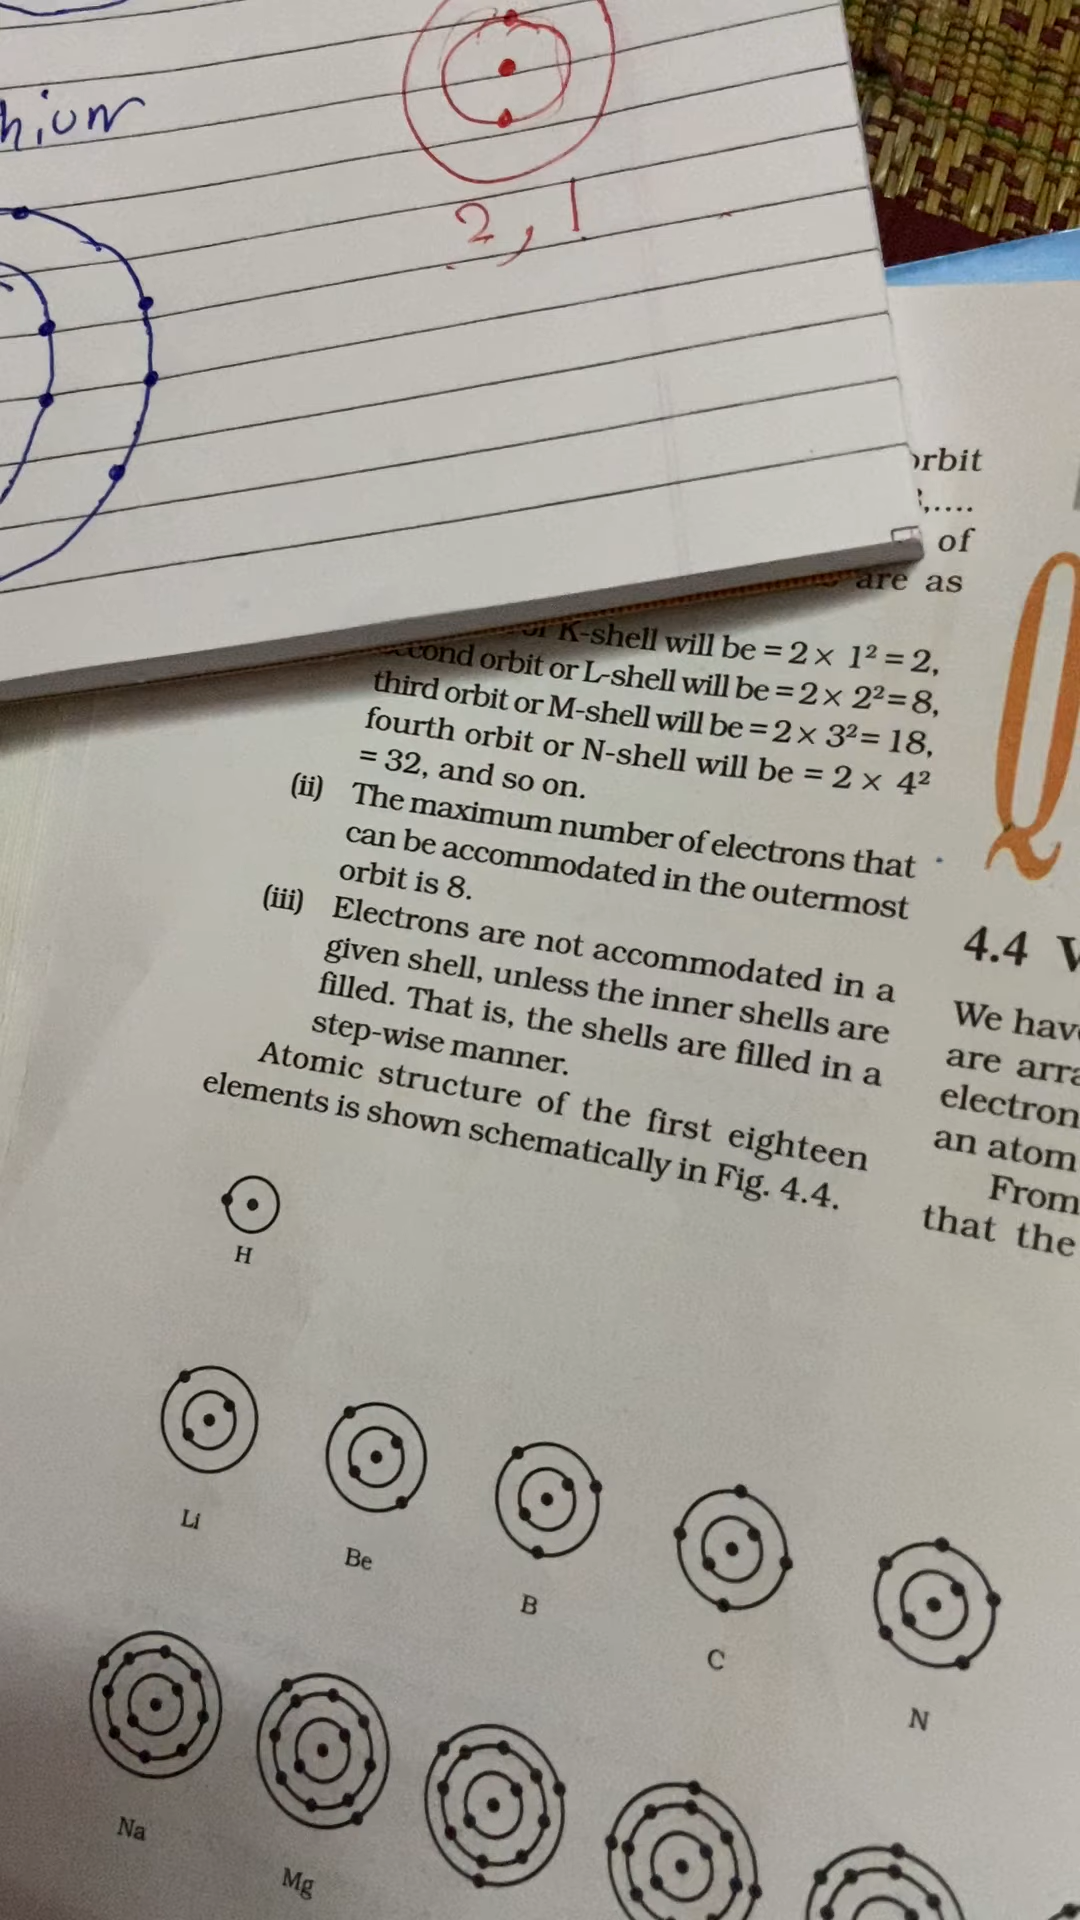 2, 1
orbit
of
are as
K-shell will be = 2 × 1² = 2,
ond orbit or L-shell will be = 2 × 2² = 8,
third orbit or M-shell will be = 2 × 3² = 18,
fourth orbit or N-shell will be = 2 × 4²
= 32, and so on.
(ii) The maximum number of electrons that
can be accommodated in the outermost
orbit is 8.
(iii) Electrons are not accommodated in a
given shell, unless the inner shells are
filled. That is, the shells are filled in a
step-wise manner.
Atomic structure of the first eighteen
elements is shown schematically in Fig. 4.4.
H
Li
Be
B
C
N
Na
Mg
Q
4.4 V
We have
are arra
electron
an atom
From
that the